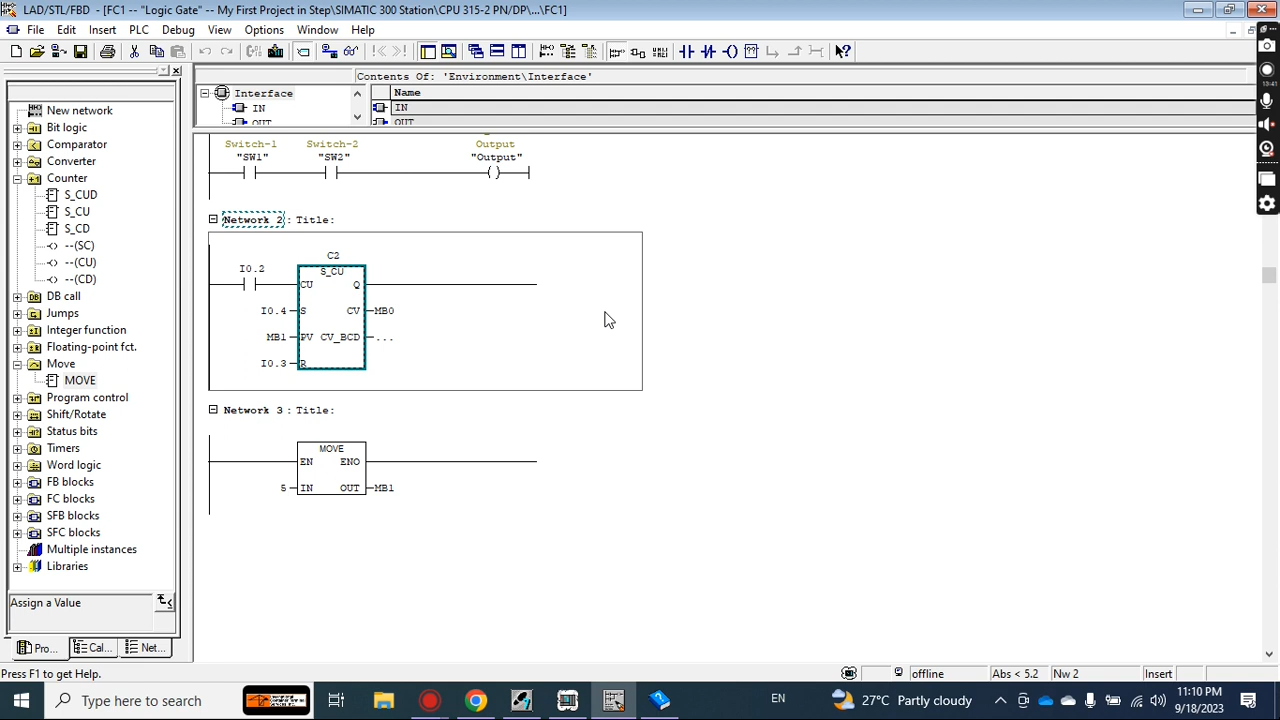 LAD/STL/FBD - [FC1 -- "Logic Gate" -- My First Project in Step\SIMATIC 300 Station\CPU 315-2 PN/DP\...\FC1]
File Edit Insert PLC Debug View Options Window Help
Contents Of: 'Environment\Interface'
Interface
IN
OUT
Name
IN
OUT
New network
Bit logic
Comparator
Converter
Counter
S_CUD
S_CU
S_CD
--(SC)
--(CU)
--(CD)
DB call
Jumps
Integer function
Floating-point fct.
Move
MOVE
Program control
Shift/Rotate
Status bits
Timers
Word logic
FB blocks
FC blocks
SFB blocks
SFC blocks
Multiple instances
Libraries
Assign a Value
Pro... Cal... Net...
Switch-1 Switch-2 Output
"SW1" "SW2" "Output"
Network 2 : Title:
C2
I0.2 S_CU
CU Q
I0.4 S CV MB0
MB1 PV CV_BCD ...
I0.3 R
Network 3 : Title:
MOVE
EN ENO
5 IN OUT MB1
10:41
Press F1 to get Help. offline Abs < 5.2 Nw 2 Insert
Type here to search EN 27°C Partly cloudy 11:10 PM
9/18/2023